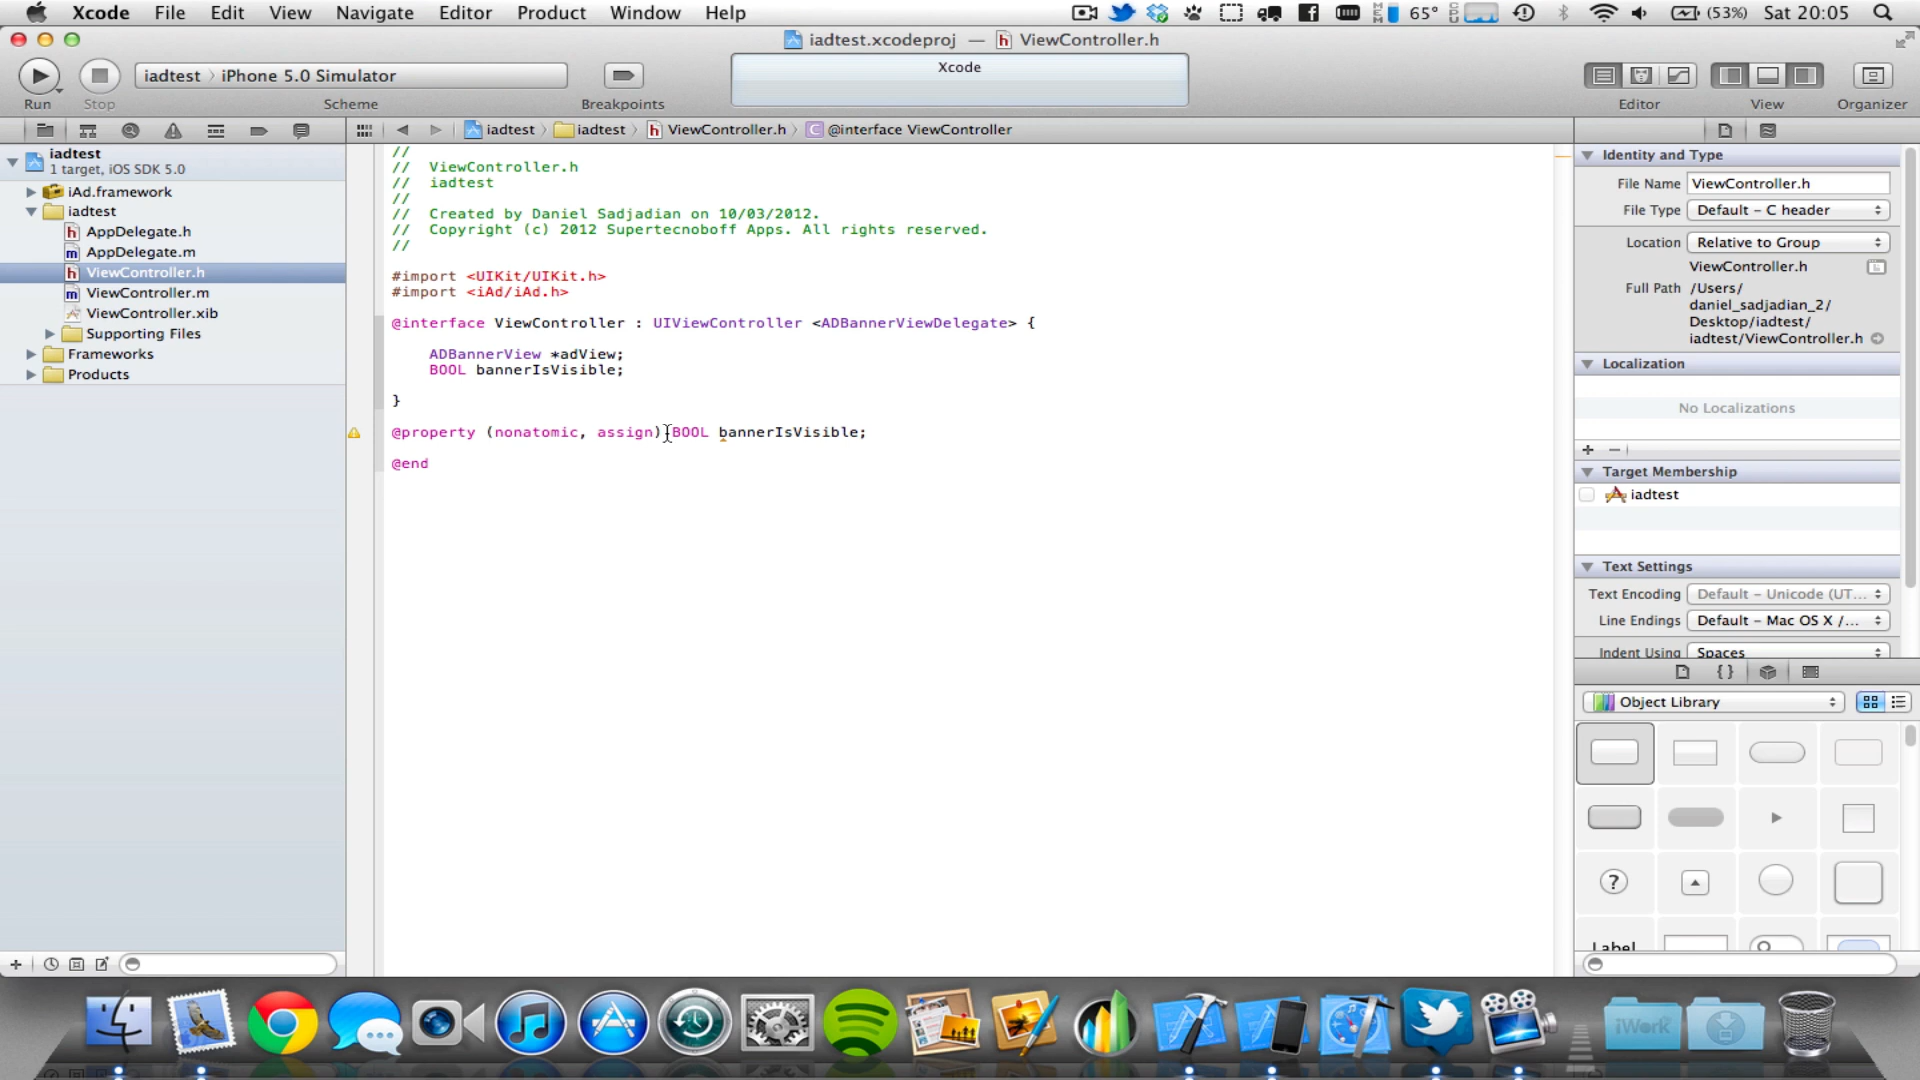 Xcode File Edit View Navigate Editor Product Window Help 65° (53%) Sat 20:05
iadtest.xcodeproj — ViewController.h
iadtest iPhone 5.0 Simulator
Xcode
Run Stop Scheme Breakpoints Editor View Organizer
iadtest iadtest ViewController.h @interface ViewController
iadtest
1 target, iOS SDK 5.0
iAd.framework
iadtest
AppDelegate.h
AppDelegate.m
ViewController.h
ViewController.m
ViewController.xib
Supporting Files
Frameworks
Products
//
// ViewController.h
// iadtest
//
// Created by Daniel Sadjadian on 10/03/2012.
// Copyright (c) 2012 Supertecnoboff Apps. All rights reserved.
//
#import <UIKit/UIKit.h>
#import <iAd/iAd.h>
@interface ViewController : UIViewController <ADBannerViewDelegate> {
ADBannerView *adView;
BOOL bannerIsVisible;
}
@property (nonatomic, assign) BOOL bannerIsVisible;
@end
Identity and Type
File Name ViewController.h
File Type Default - C header
Location Relative to Group
ViewController.h
Full Path /Users/
daniel_sadjadian_2/
Desktop/iadtest/
iadtest/ViewController.h
Localization
No Localizations
Target Membership
iadtest
Text Settings
Text Encoding Default - Unicode (UT...
Line Endings Default - Mac OS X /...
Indent Using Spaces
Object Library
Label
iWork